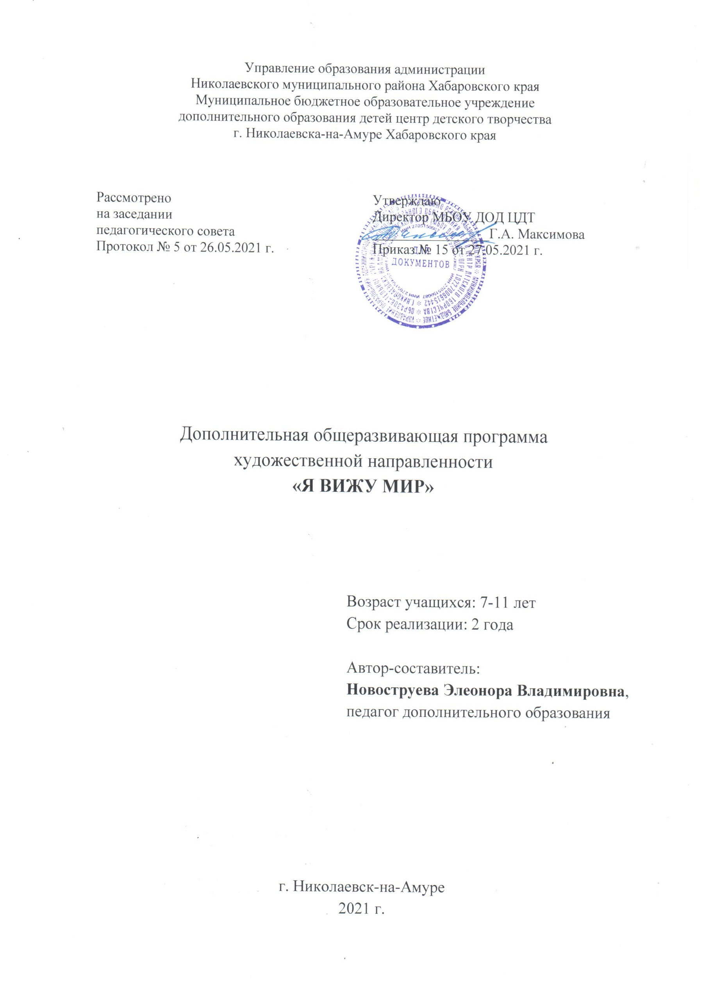 Управление образования администрации
Николаевского муниципального района Хабаровского края
Муниципальное бюджетное образовательное учреждение
дополнительного образования детей центр детского творчества
г. Николаевска-на-Амуре Хабаровского края
Рассмотрено
на заседании
педагогического совета
Протокол № 5 от 26.05.2021 г.
Утверждаю
Директор МБОУ ДОД ЦДТ
Г.А. Максимова
Приказ № 15 от 27.05.2021 г.
ДЛЯ
ДОКУМЕНТОВ
Дополнительная общеразвивающая программа
художественной направленности
«Я ВИЖУ МИР»
Возраст учащихся: 7-11 лет
Срок реализации: 2 года
Автор-составитель:
Новоструева Элеонора Владимировна,
педагог дополнительного образования
г. Николаевск-на-Амуре
2021 г.